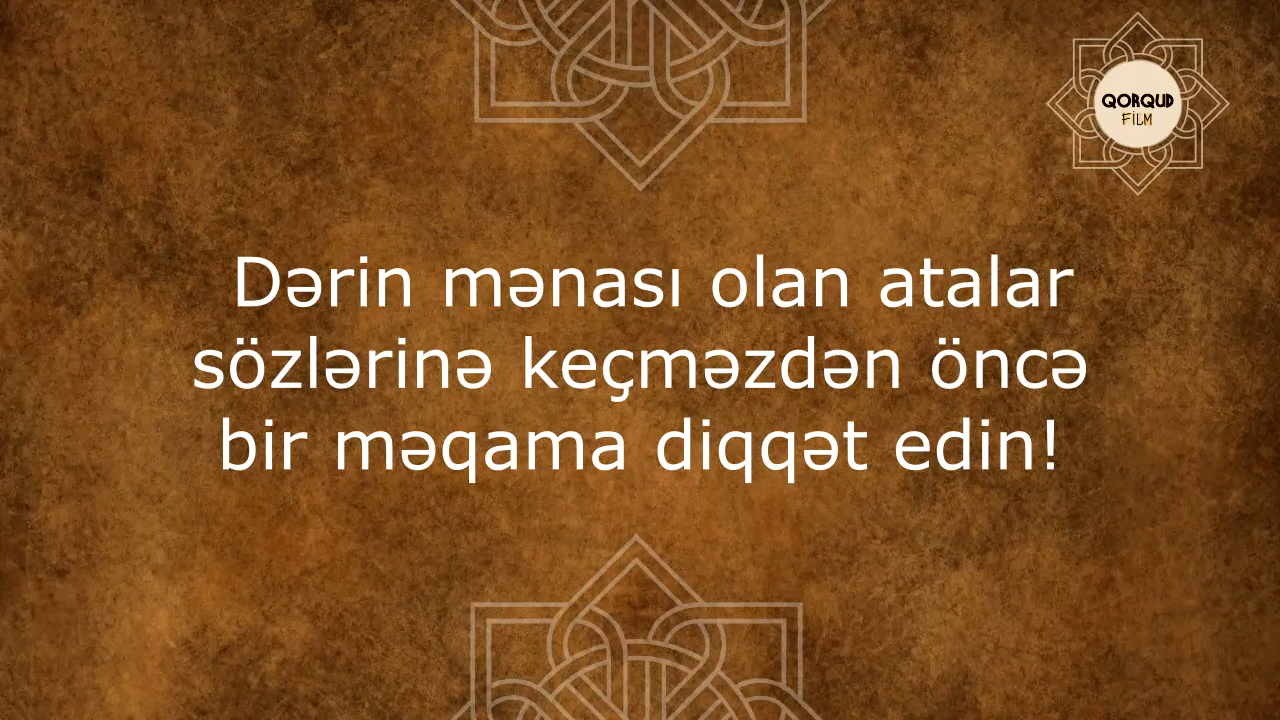 QORQUD
FİLM
Dərin mənası olan atalar
sözlərinə keçməzdən öncə
bir məqama diqqət edin!